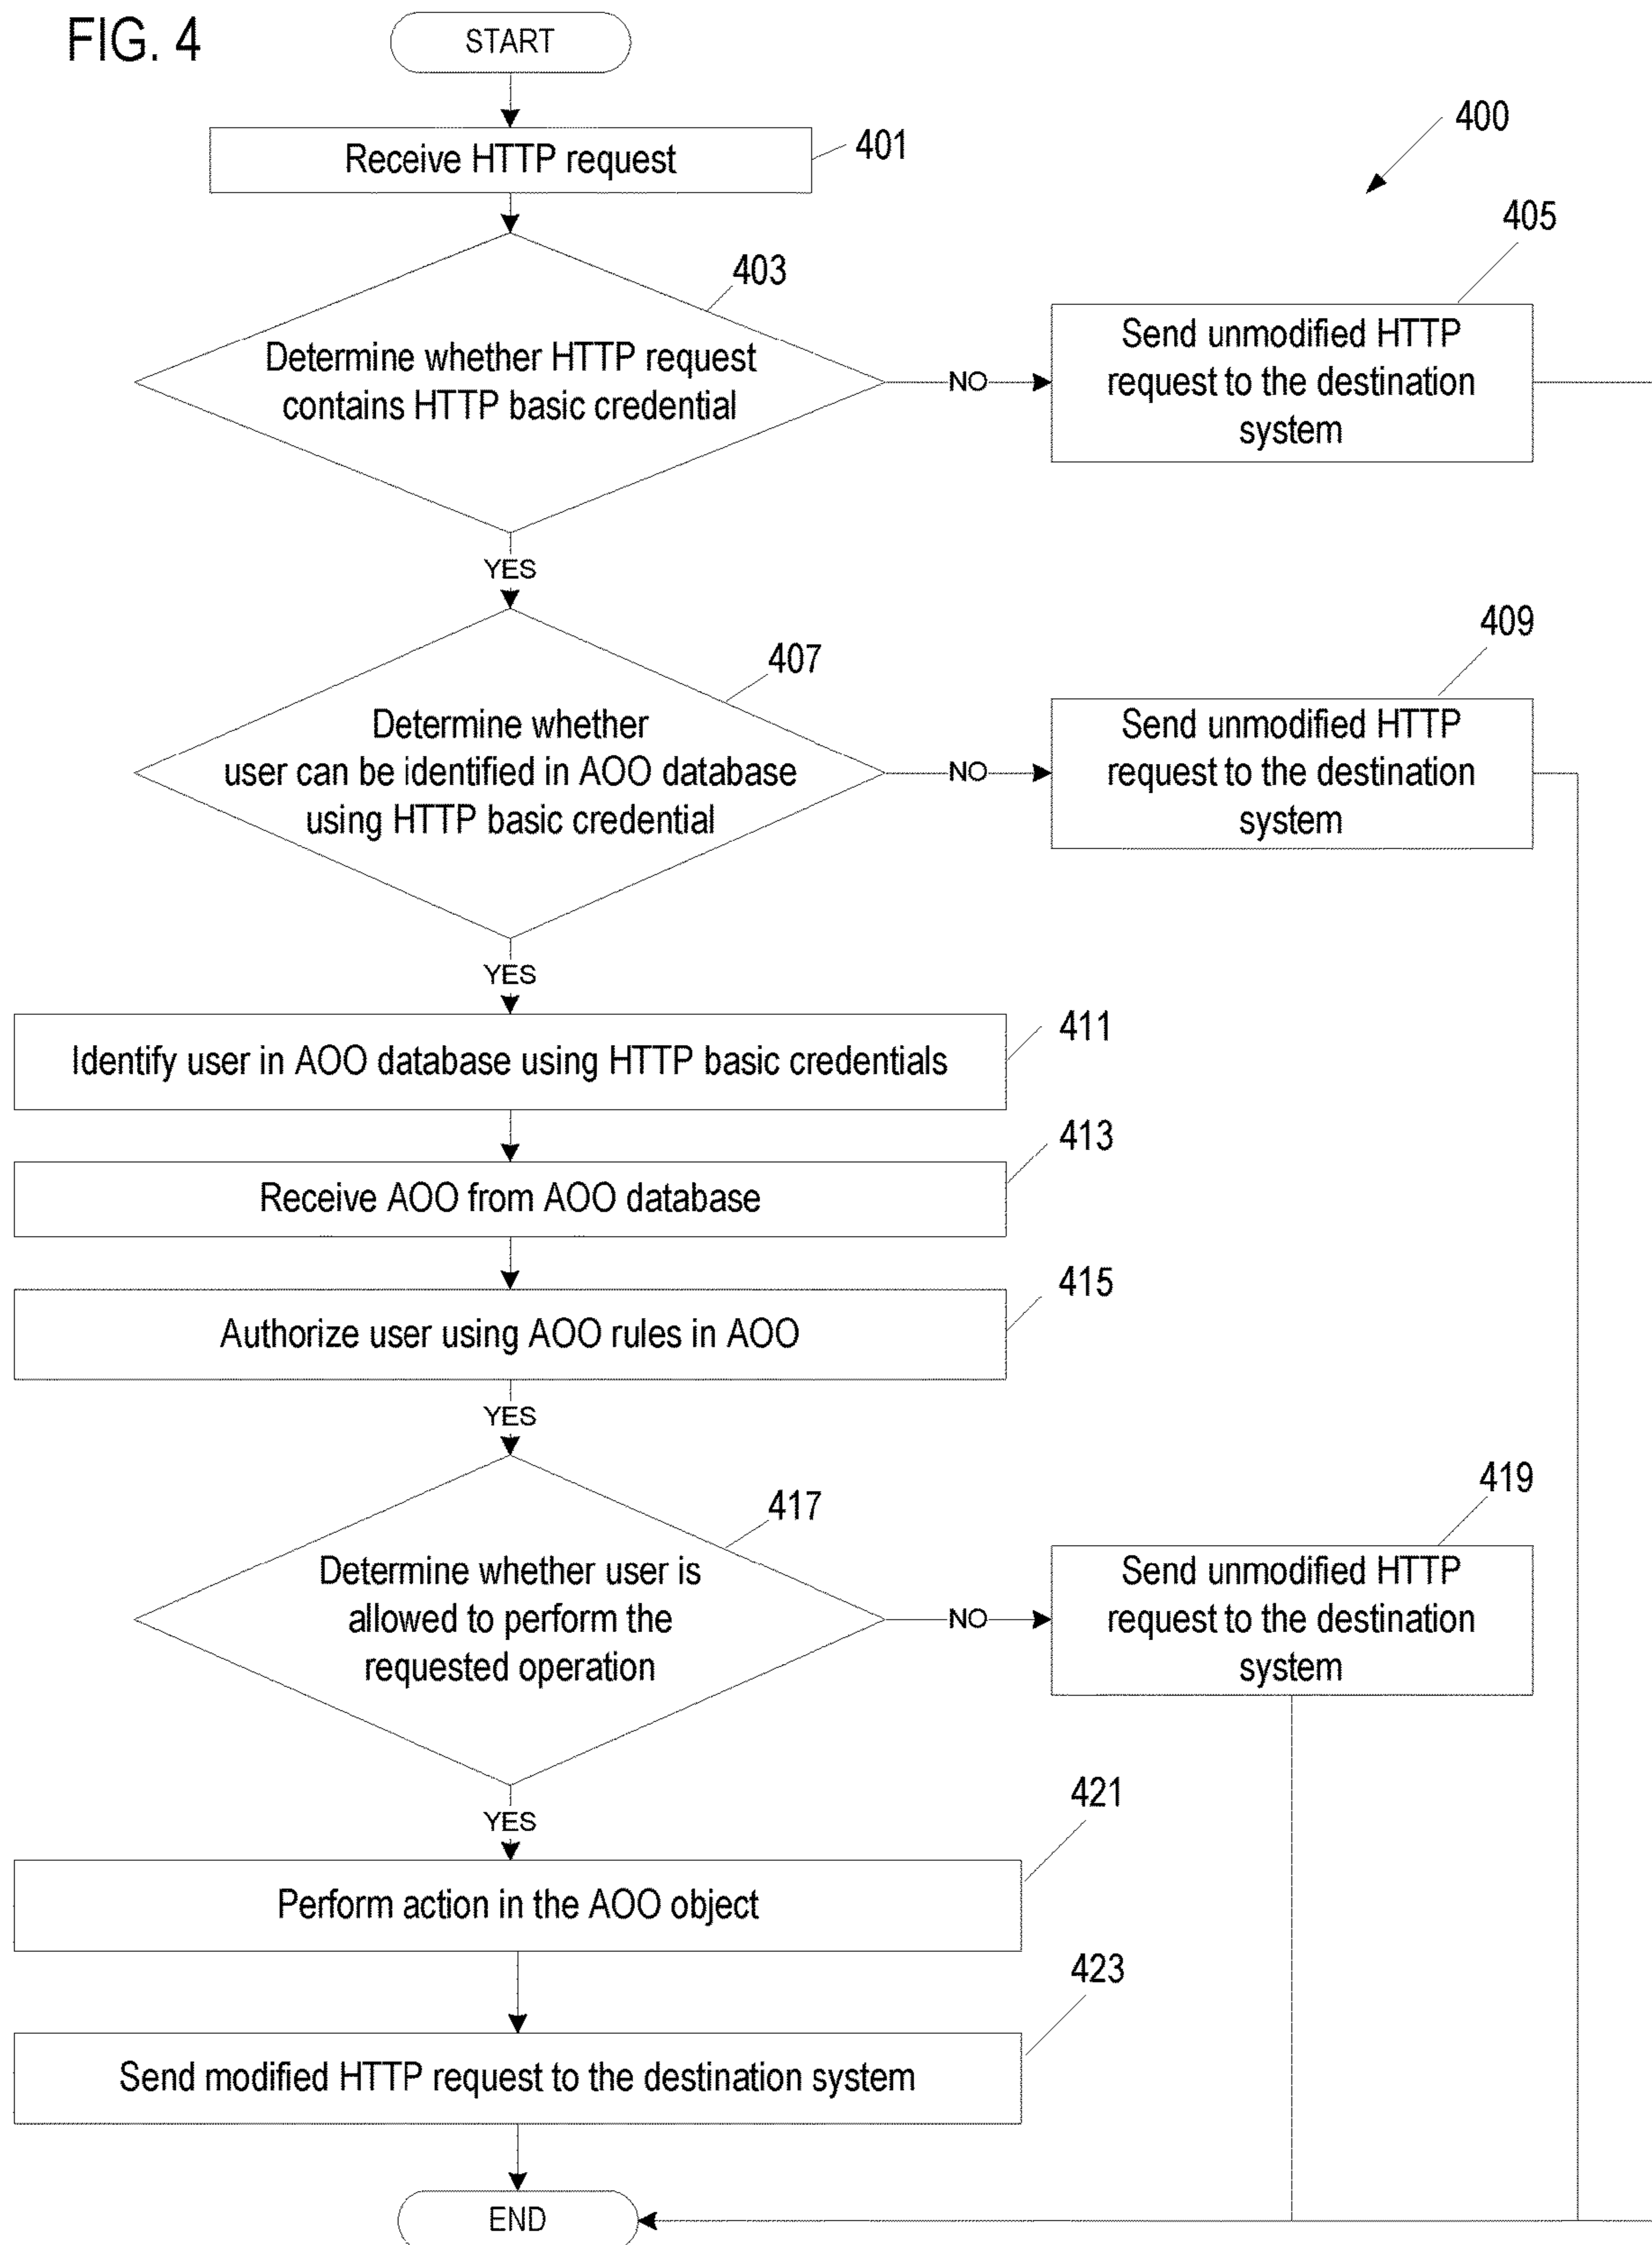 FIG. 4
START
400
Receive HTTP request
401
405
403
Determine whether HTTP request
contains HTTP basic credential
NO
Send unmodified HTTP
request to the destination
system
YES
409
407
Determine whether
user can be identified in AOO database
using HTTP basic credential
NO
Send unmodified HTTP
request to the destination
system
YES
411
Identify user in AOO database using HTTP basic credentials
413
Receive AOO from AOO database
415
Authorize user using AOO rules in AOO
YES
419
417
Determine whether user is
allowed to perform the
requested operation
NO
Send unmodified HTTP
request to the destination
system
YES
421
Perform action in the AOO object
423
Send modified HTTP request to the destination system
END